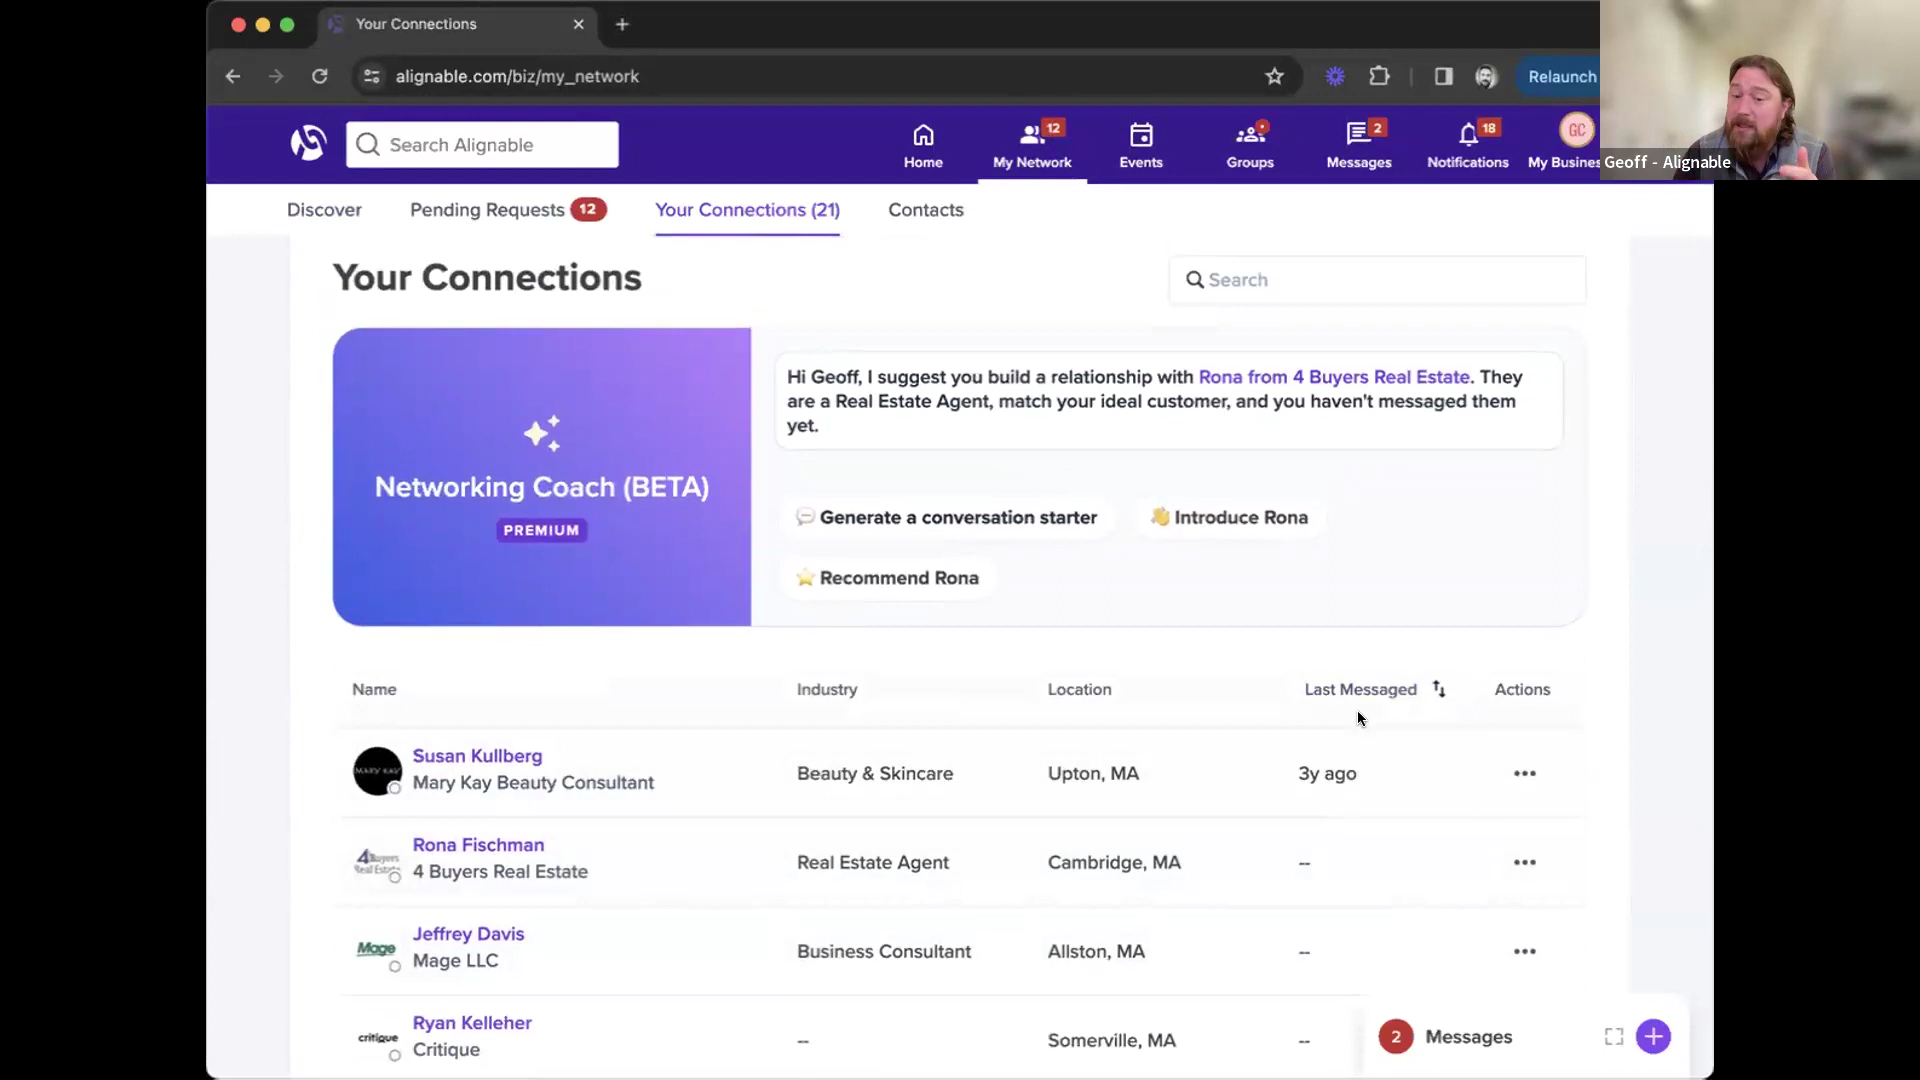 Your Connections
alignable.com/biz/my_network
Relaunch
Search Alignable
Home
12
My Network
Events
Groups
2
Messages
18
Notifications
GC
My Busines
Geoff - Alignable
Discover
Pending Requests 12
Your Connections (21)
Contacts
Your Connections
Search
Networking Coach (BETA)
PREMIUM
Hi Geoff, I suggest you build a relationship with Rona from 4 Buyers Real Estate. They
are a Real Estate Agent, match your ideal customer, and you haven't messaged them
yet.
Generate a conversation starter
Introduce Rona
Recommend Rona
Name Industry Location Last Messaged Actions
MARY KAY
Susan Kullberg
Mary Kay Beauty Consultant
Beauty & Skincare
Upton, MA
3y ago
4 Buyers
Real Estate
Rona Fischman
4 Buyers Real Estate
Real Estate Agent
Cambridge, MA
--
Mage
Jeffrey Davis
Mage LLC
Business Consultant
Allston, MA
--
critique
Ryan Kelleher
Critique
--
Somerville, MA
--
2 Messages